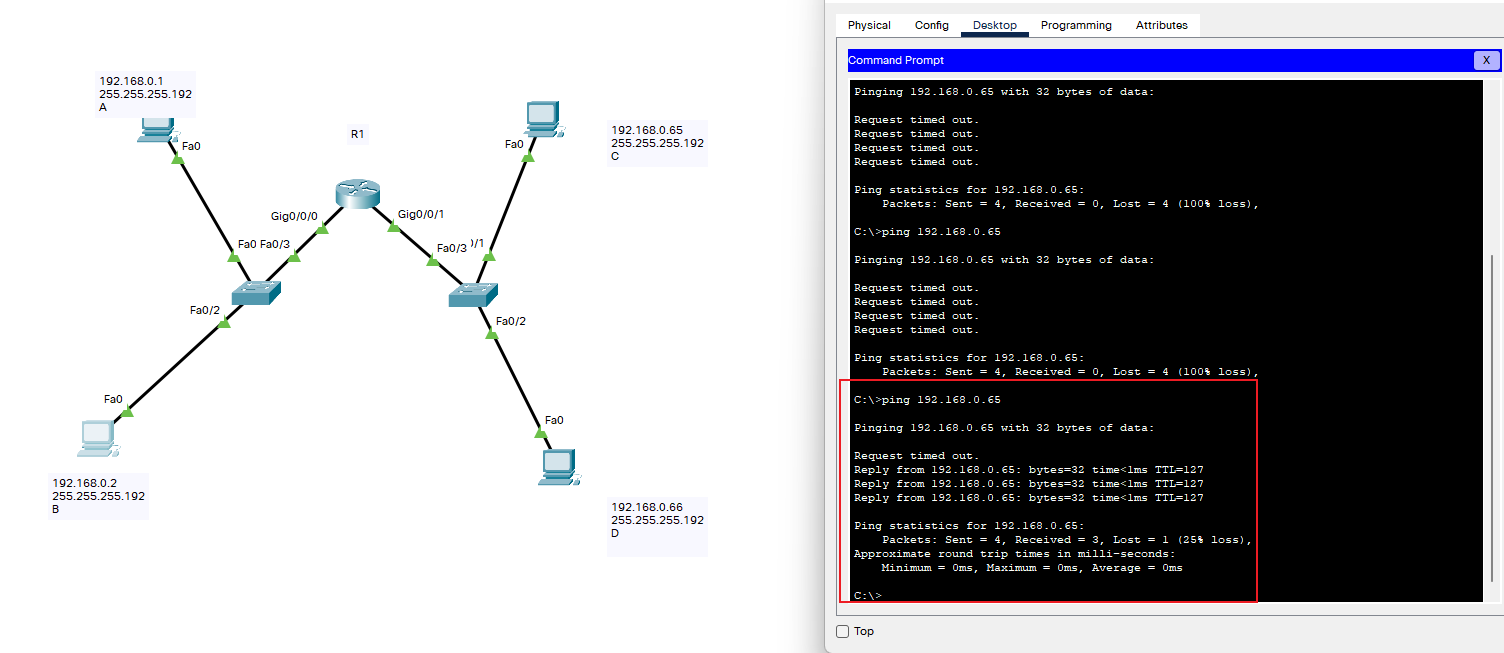 192.168.0.1
255.255.255.192
A
Fa0
R1
Gig0/0/0
Gig0/0/1
Fa0 Fa0/3
Fa0/2
Fa0
192.168.0.2
255.255.255.192
B
Fa0
192.168.0.65
255.255.255.192
C
Fa0/3
/1
Fa0/2
Fa0
192.168.0.66
255.255.255.192
D
Physical Config Desktop Programming Attributes
Command Prompt X
Pinging 192.168.0.65 with 32 bytes of data:
Request timed out.
Request timed out.
Request timed out.
Request timed out.
Ping statistics for 192.168.0.65:
Packets: Sent = 4, Received = 0, Lost = 4 (100% loss),
C:\>ping 192.168.0.65
Pinging 192.168.0.65 with 32 bytes of data:
Request timed out.
Request timed out.
Request timed out.
Request timed out.
Ping statistics for 192.168.0.65:
Packets: Sent = 4, Received = 0, Lost = 4 (100% loss),
C:\>ping 192.168.0.65
Pinging 192.168.0.65 with 32 bytes of data:
Request timed out.
Reply from 192.168.0.65: bytes=32 time<1ms TTL=127
Reply from 192.168.0.65: bytes=32 time<1ms TTL=127
Reply from 192.168.0.65: bytes=32 time<1ms TTL=127
Ping statistics for 192.168.0.65:
Packets: Sent = 4, Received = 3, Lost = 1 (25% loss),
Approximate round trip times in milli-seconds:
Minimum = 0ms, Maximum = 0ms, Average = 0ms
C:\>
Top